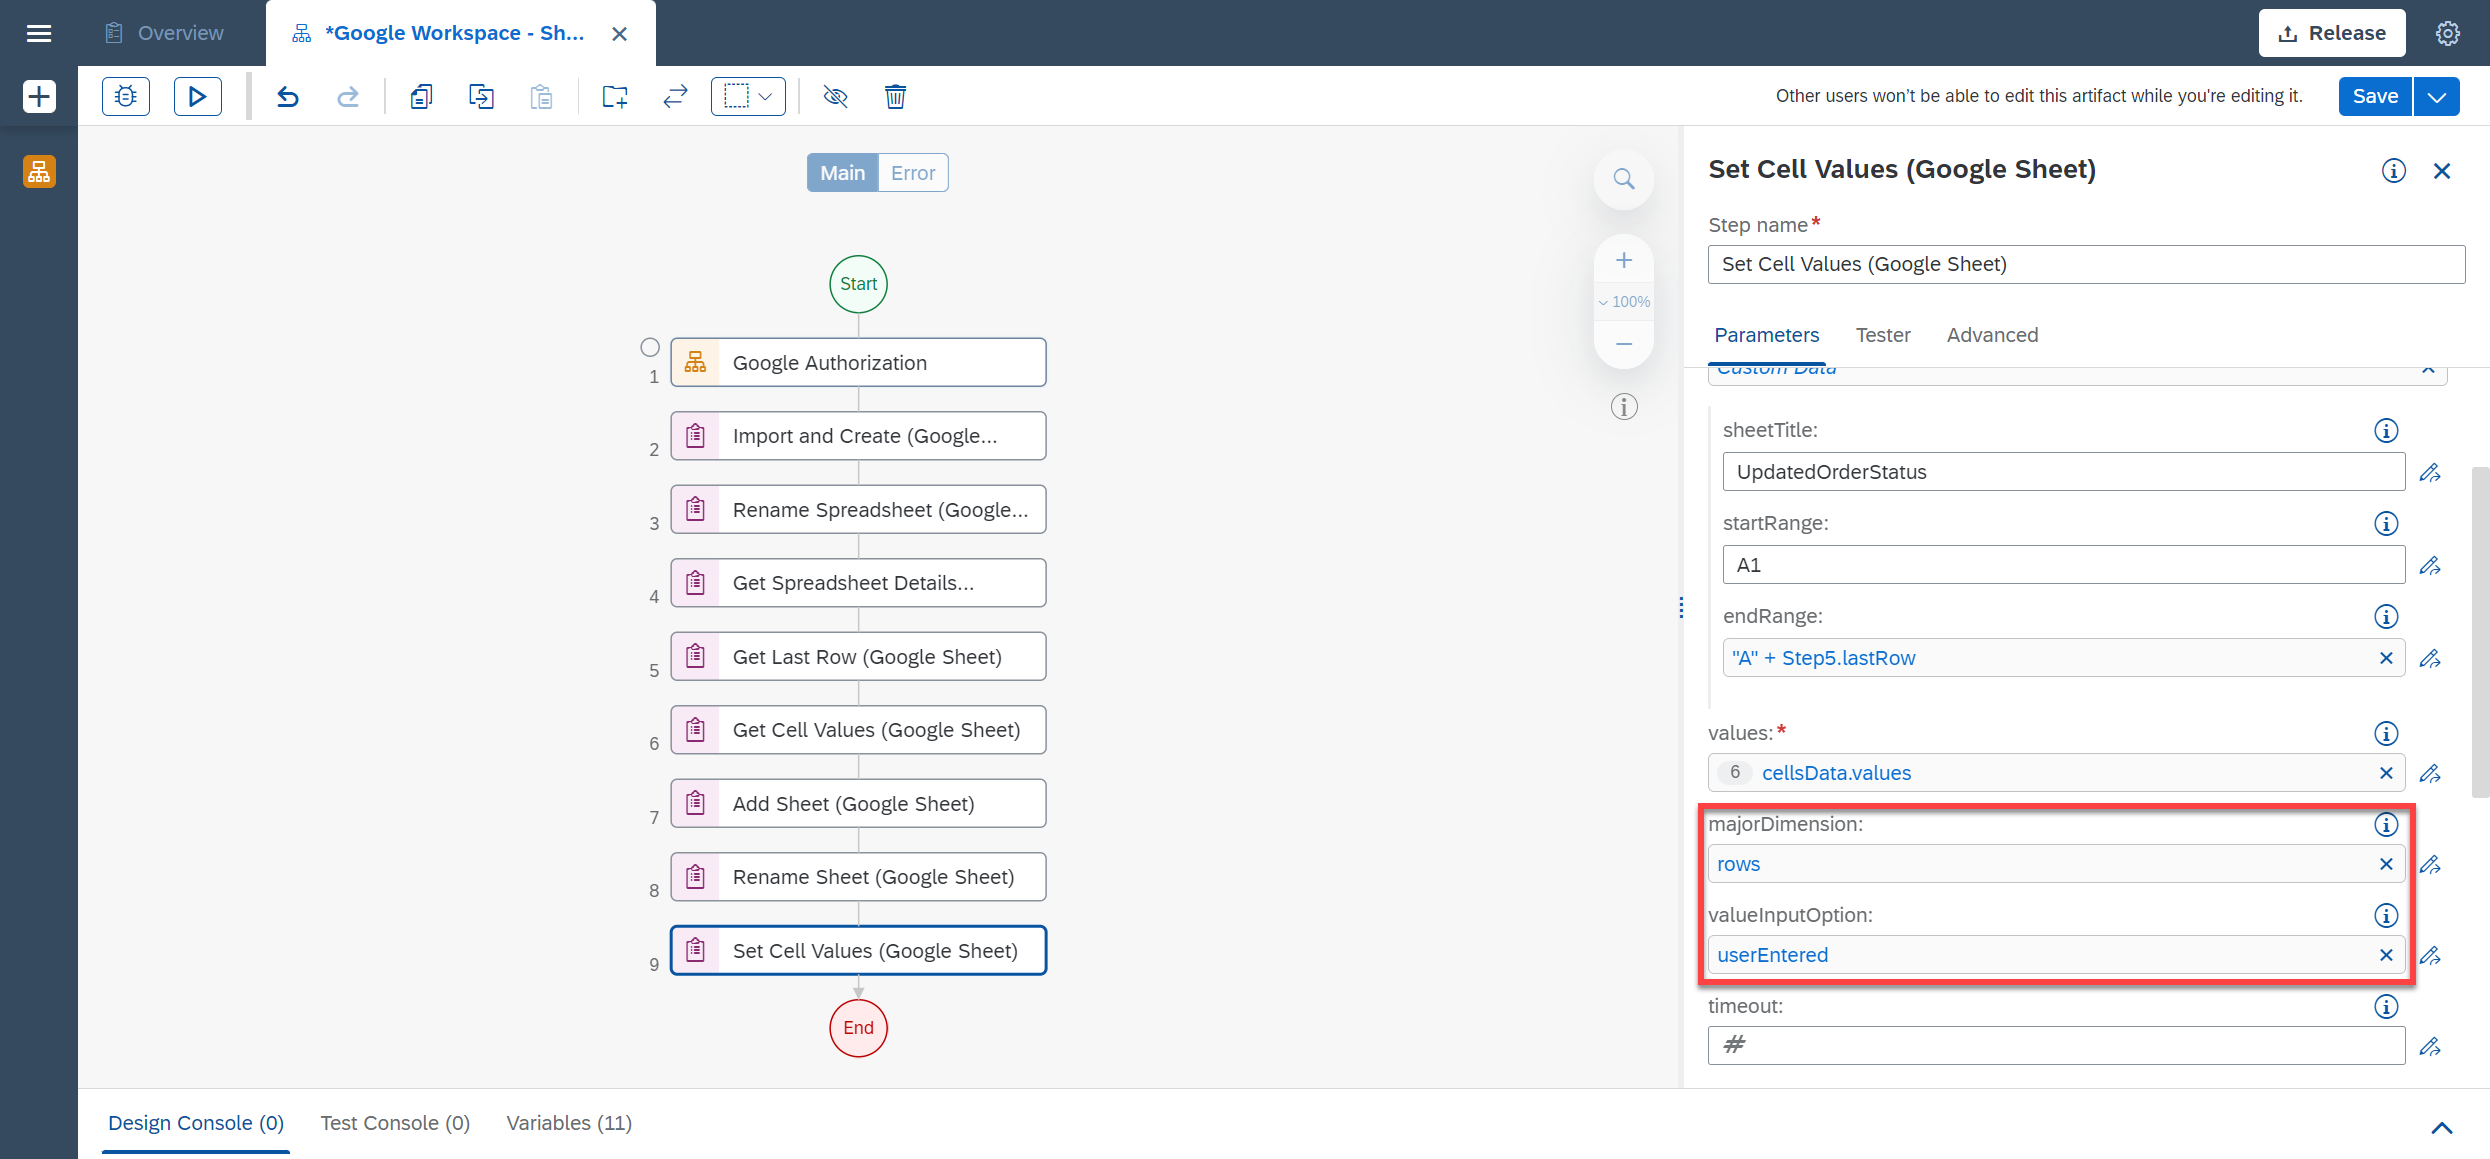 Overview
*Google Workspace - Sh...
Release
Other users won't be able to edit this artifact while you're editing it.
Save
Main
Error
100%
Start
1
Google Authorization
2
Import and Create (Google...
3
Rename Spreadsheet (Google...
4
Get Spreadsheet Details...
5
Get Last Row (Google Sheet)
6
Get Cell Values (Google Sheet)
7
Add Sheet (Google Sheet)
8
Rename Sheet (Google Sheet)
9
Set Cell Values (Google Sheet)
End
Set Cell Values (Google Sheet)
Step name*
Set Cell Values (Google Sheet)
Parameters
Tester
Advanced
Custom Data
sheetTitle:
UpdatedOrderStatus
startRange:
A1
endRange:
"A" + Step5.lastRow
values:*
6 cellsData.values
majorDimension:
rows
valueInputOption:
userEntered
timeout:
#
Design Console (0)
Test Console (0)
Variables (11)